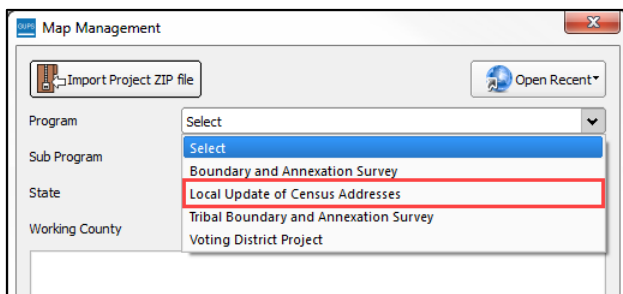 GUPS Map Management
Import Project ZIP file
Open Recent
Program
Select
Sub Program
Select
Boundary and Annexation Survey
State
Local Update of Census Addresses
Tribal Boundary and Annexation Survey
Working County
Voting District Project